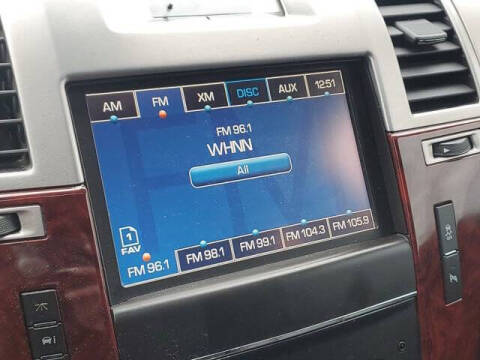 AM FM XM DISC AUX 12:51
FM 96.1
WHNN
All
1
FAV
FM 96.1 FM 98.1 FM 99.1 FM 104.3 FM 105.9